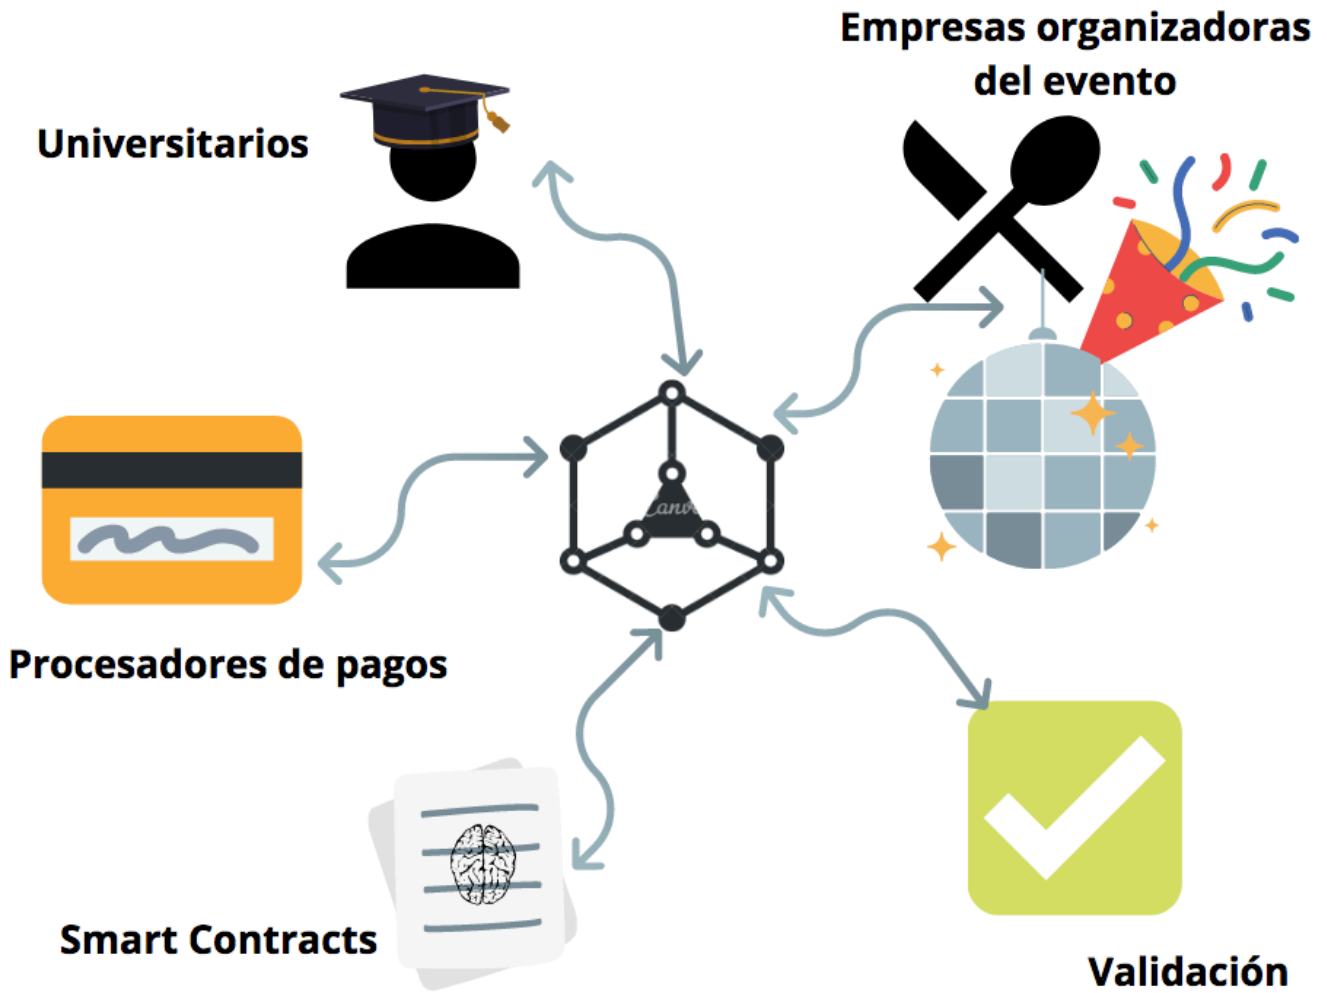 Empresas organizadoras
del evento
Universitarios
Procesadores de pagos
Smart Contracts
Validación